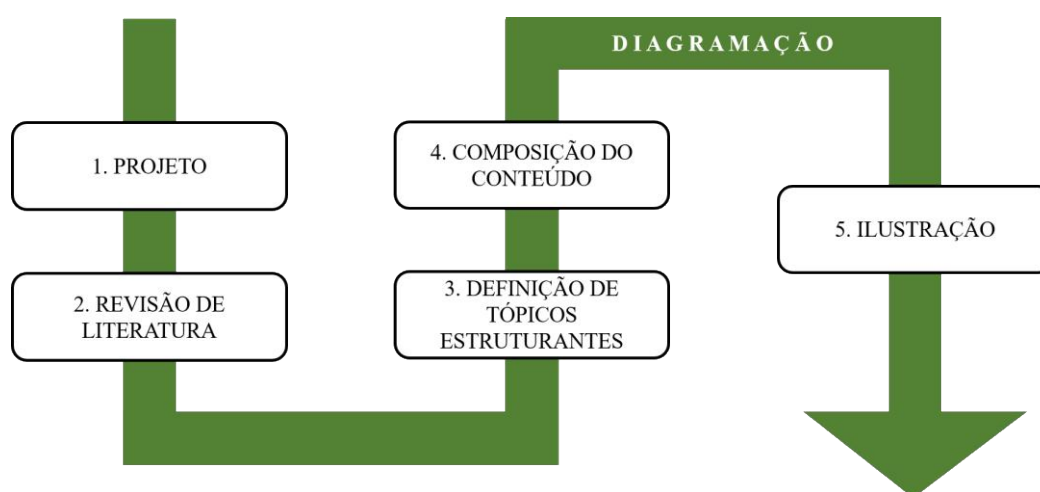 1. PROJETO
2. REVISÃO DE
LITERATURA
3. DEFINIÇÃO DE
TÓPICOS
ESTRUTURANTES
4. COMPOSIÇÃO DO
CONTEÚDO
DIAGRAMAÇÃO
5. ILUSTRAÇÃO